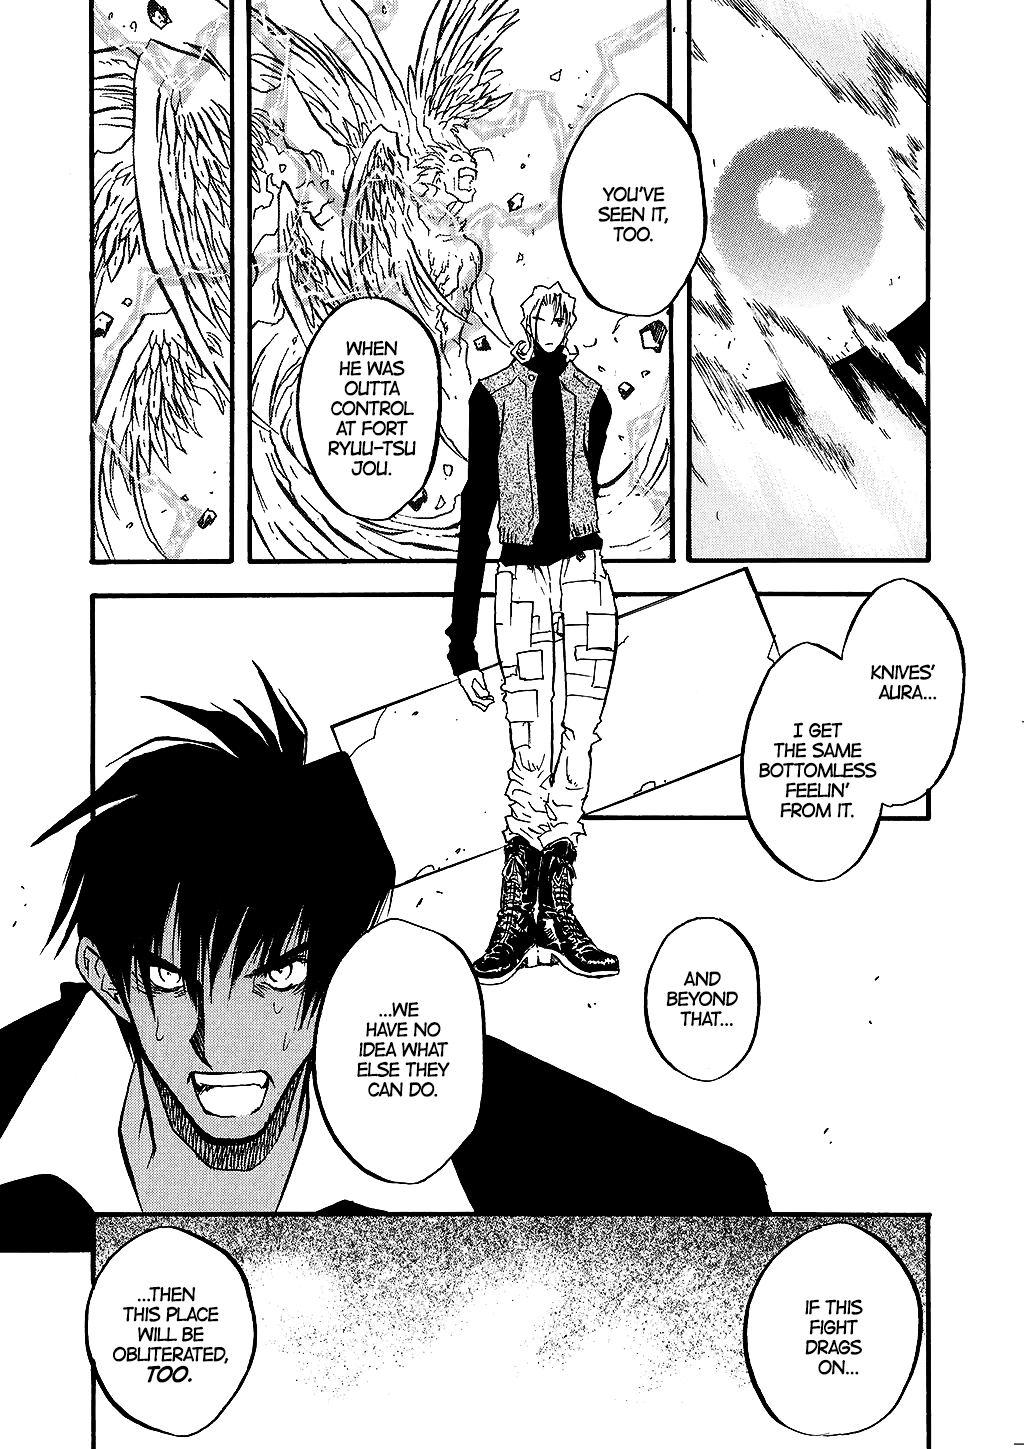 YOU'VE
SEEN IT,
TOO.
WHEN
HE WAS
OUTTA
CONTROL
AT FORT
RYUU-TSU
JOU.
KNIVES'
AURA...
I GET
THE SAME
BOTTOMLESS
FEELIN'
FROM IT.
AND
BEYOND
THAT...
...WE
HAVE NO
IDEA WHAT
ELSE THEY
CAN DO.
IF THIS
FIGHT
DRAGS
ON...
...THEN
THIS PLACE
WILL BE
OBLITERATED,
TOO.